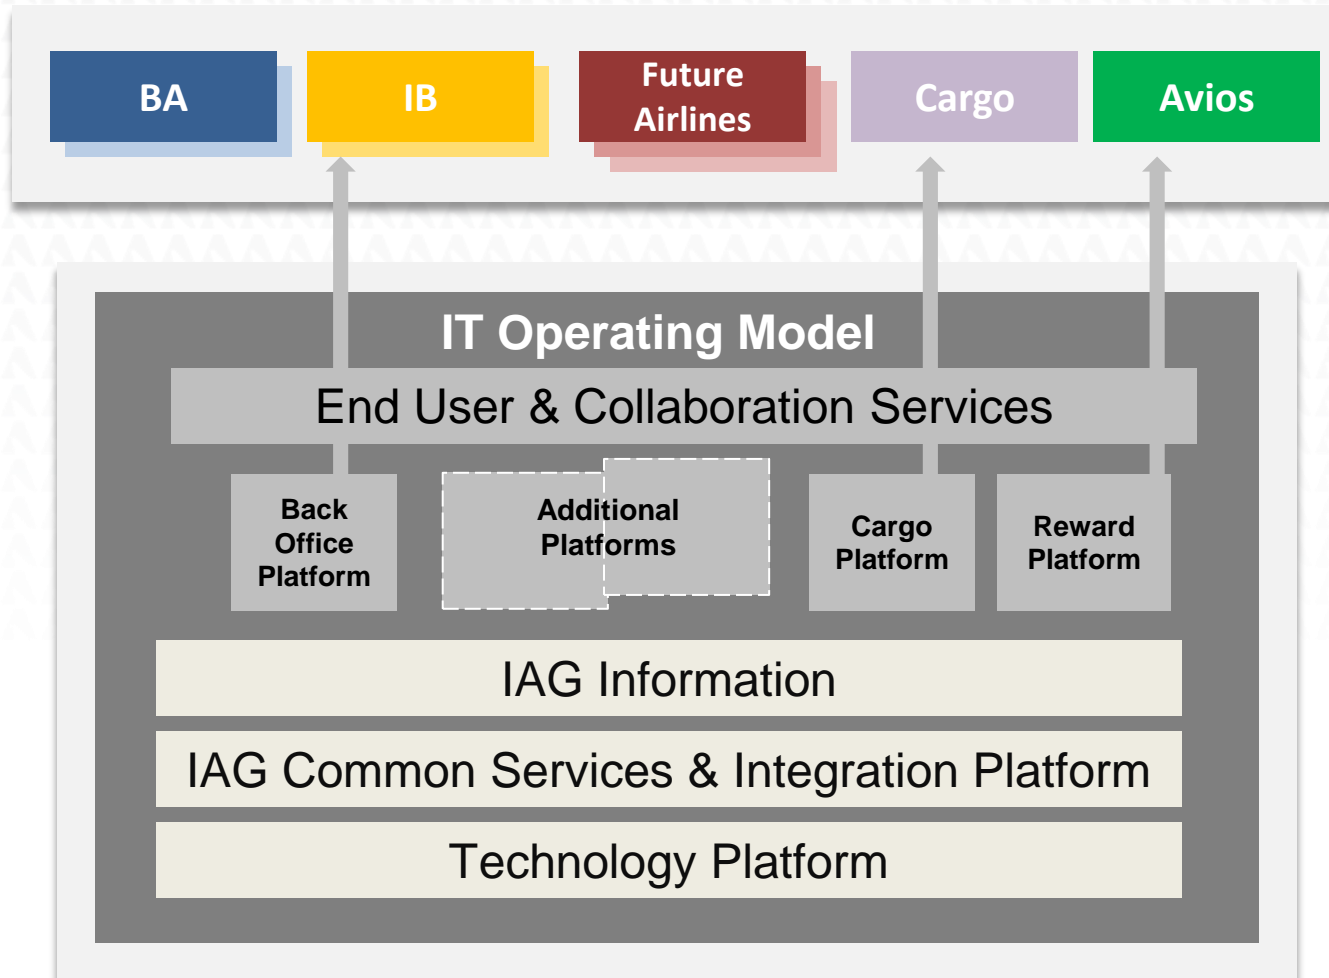 BA
IB
Future
Airlines
Cargo
Avios
IT Operating Model
End User & Collaboration Services
Back
Office
Platform
Additional
Platforms
Cargo
Platform
Reward
Platform
IAG Information
IAG Common Services & Integration Platform
Technology Platform